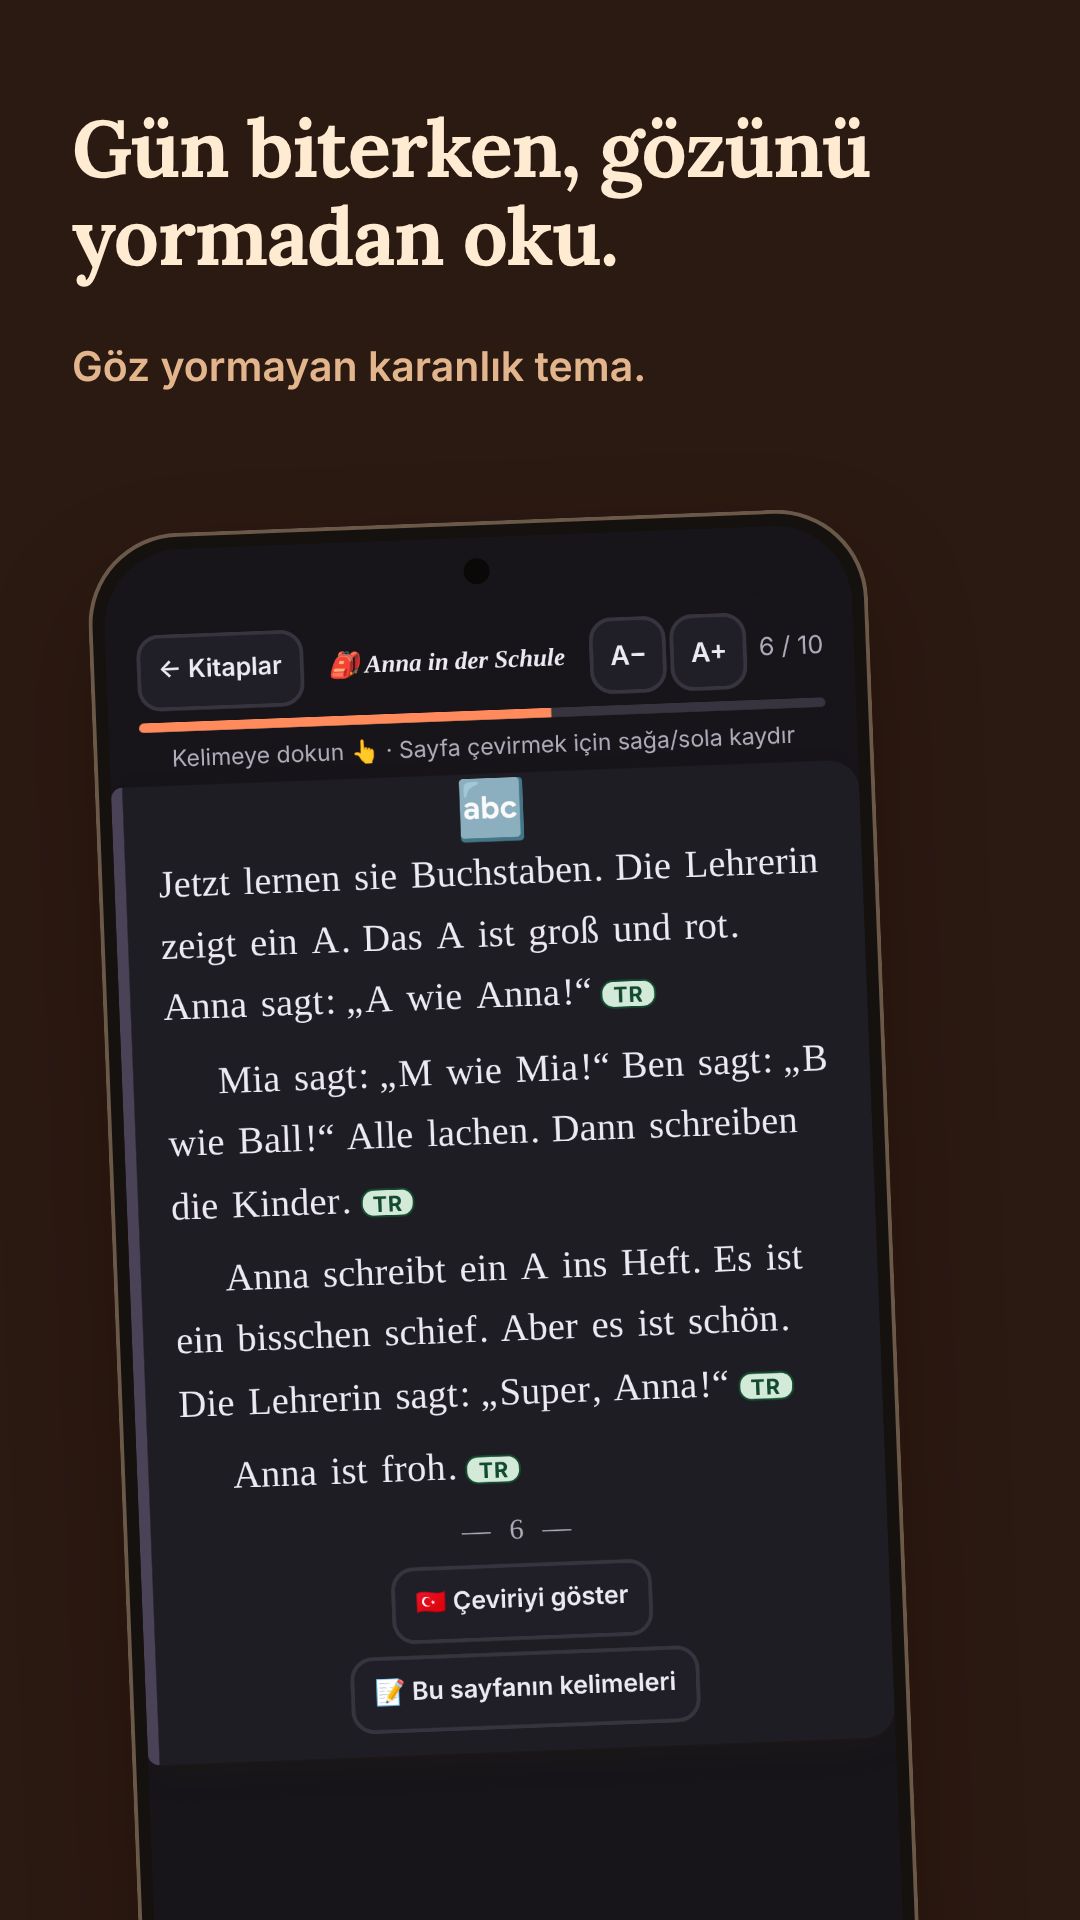 Gün biterken, gözünü
yormadan oku.
Göz yormayan karanlık tema.
← Kitaplar
🎒 Anna in der Schule
A−
A+
6 / 10
Kelimeye dokun 👆 · Sayfa çevirmek için sağa/sola kaydır
abc
Jetzt lernen sie Buchstaben. Die Lehrerin
zeigt ein A. Das A ist groß und rot.
Anna sagt: „A wie Anna!“ TR
Mia sagt: „M wie Mia!“ Ben sagt: „B
wie Ball!“ Alle lachen. Dann schreiben
die Kinder. TR
Anna schreibt ein A ins Heft. Es ist
ein bisschen schief. Aber es ist schön.
Die Lehrerin sagt: „Super, Anna!“ TR
Anna ist froh. TR
— 6 —
🇹🇷 Çeviriyi göster
📝 Bu sayfanın kelimeleri